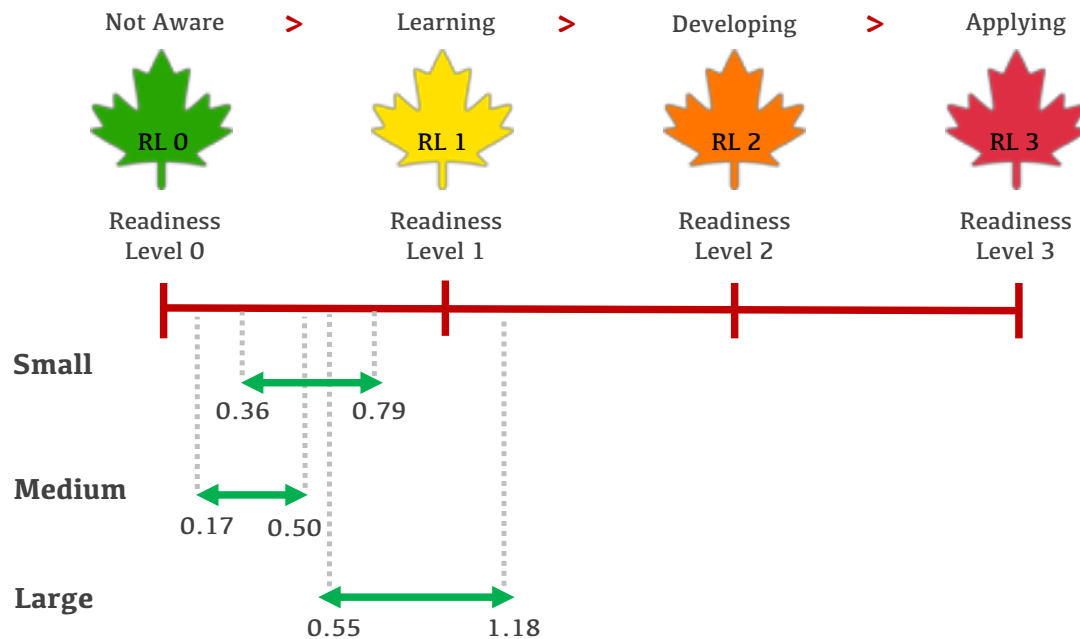 Not Aware > Learning > Developing > Applying
RL 0 RL 1 RL 2 RL 3
Readiness Readiness Readiness Readiness
Level 0 Level 1 Level 2 Level 3
Small
0.36 0.79
Medium
0.17 0.50
Large
0.55 1.18